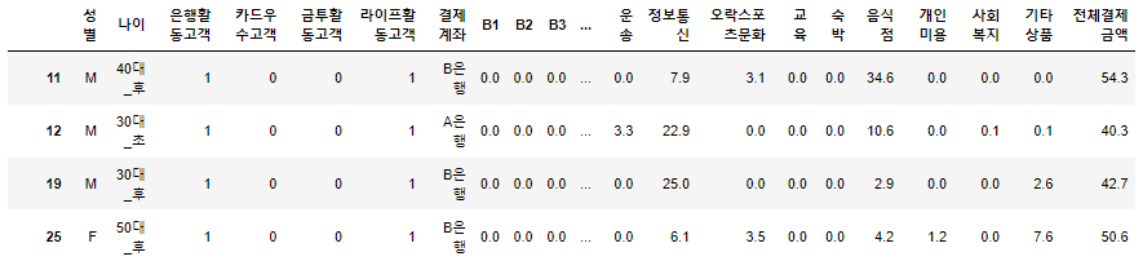 성별 나이 은행활동고객 카드우수고객 금투활동고객 라이프활동고객 결제계좌 B1 B2 B3 ... 운송 정보통신 오락스포츠문화 교육 숙박 음식점 개인미용 사회복지 기타상품 전체결제금액
11 M 40대_후 1 0 0 1 B은행 0.0 0.0 0.0 ... 0.0 7.9 3.1 0.0 0.0 34.6 0.0 0.0 0.0 54.3
12 M 30대_초 1 0 0 1 A은행 0.0 0.0 0.0 ... 3.3 22.9 0.0 0.0 0.0 10.6 0.0 0.1 0.1 40.3
19 M 30대_후 1 0 0 1 B은행 0.0 0.0 0.0 ... 0.0 25.0 0.0 0.0 0.0 2.9 0.0 0.0 2.6 42.7
25 F 50대_후 1 0 0 1 B은행 0.0 0.0 0.0 ... 0.0 6.1 3.5 0.0 0.0 4.2 1.2 0.0 7.6 50.6